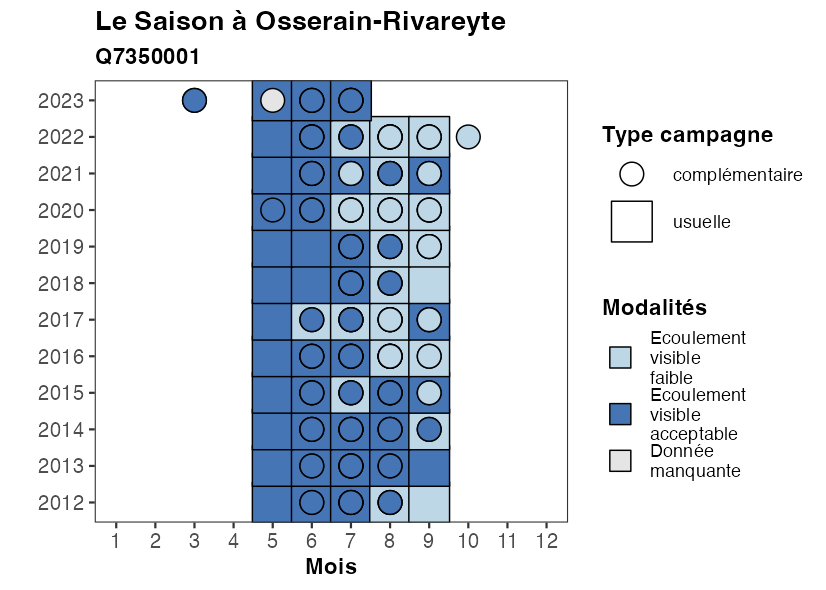 Le Saison à Osserain-Rivareyte
Q7350001
2023
2022
2021
2020
2019
2018
2017
2016
2015
2014
2013
2012
1 2 3 4 5 6 7 8 9 10 11 12
Mois
Type campagne
complémentaire
usuelle
Modalités
Ecoulement
visible
faible
Ecoulement
visible
acceptable
Donnée
manquante